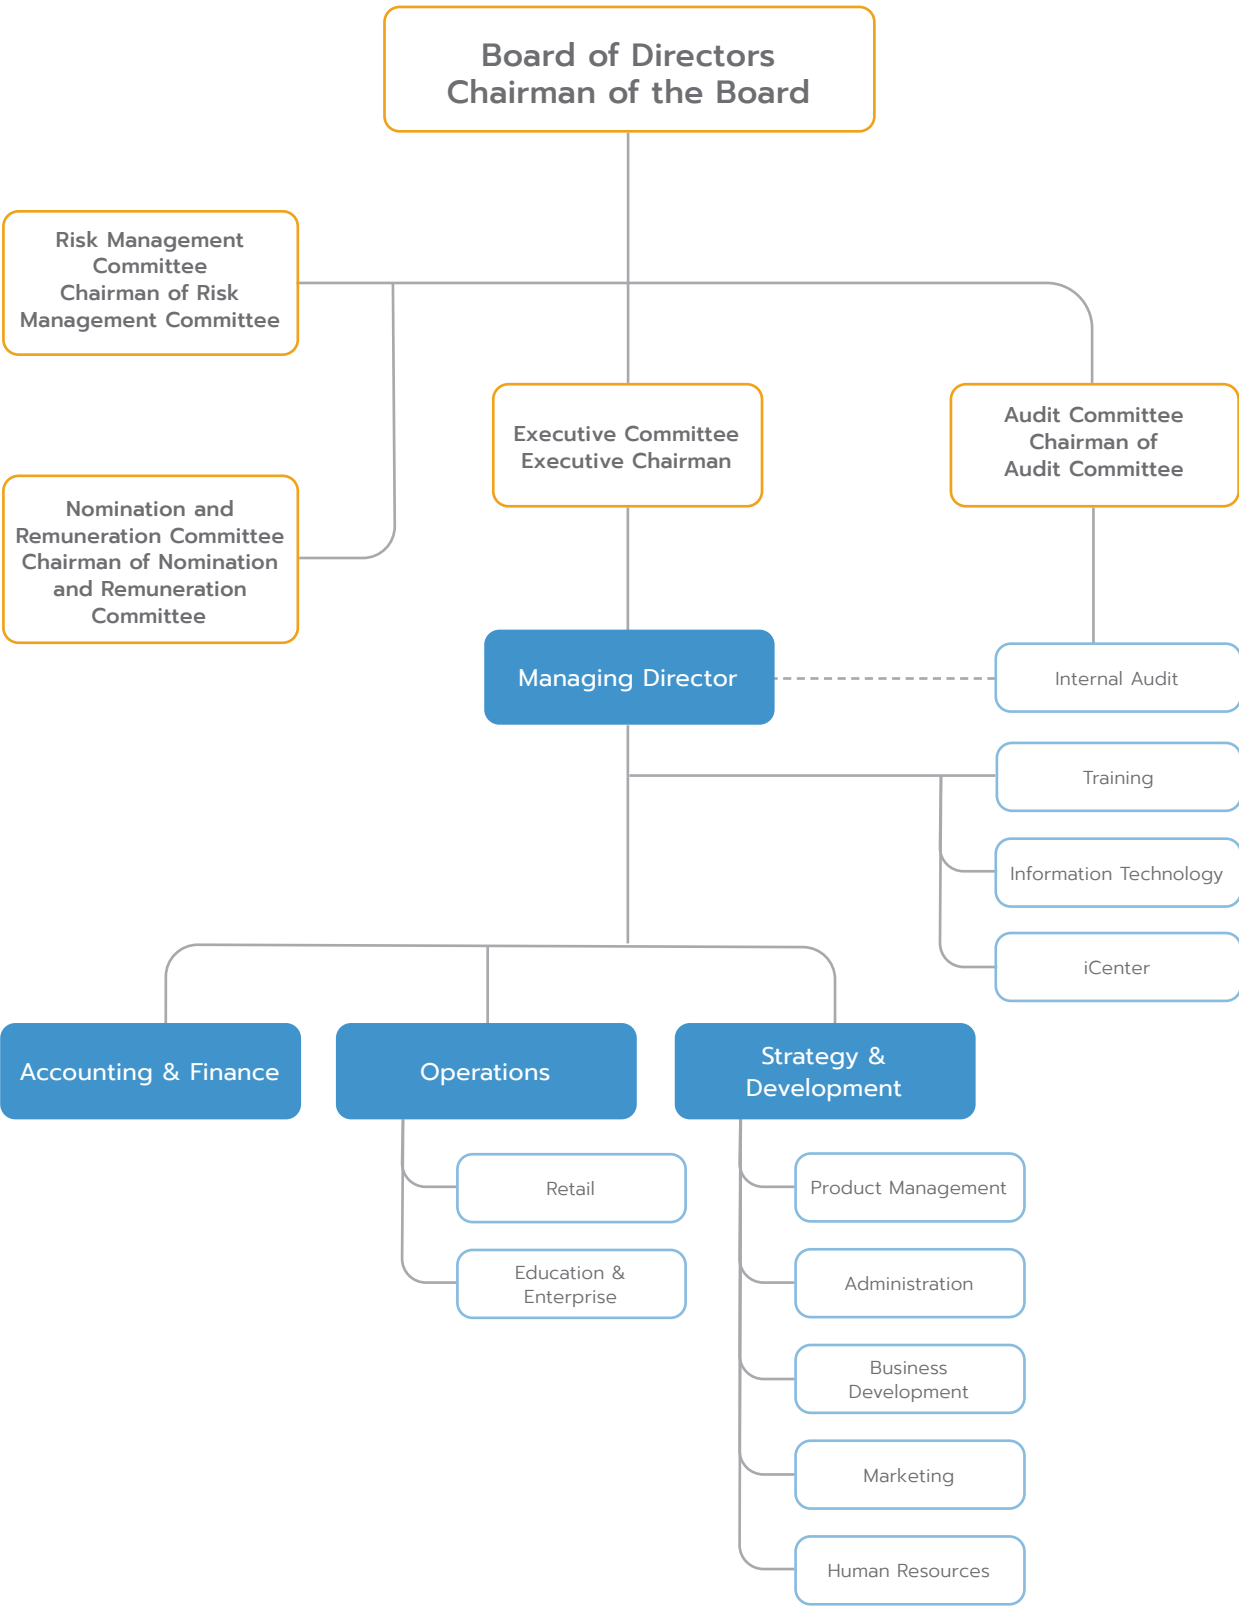 Board of Directors
Chairman of the Board
Risk Management
Committee
Chairman of Risk
Management Committee
Executive Committee
Executive Chairman
Audit Committee
Chairman of
Audit Committee
Nomination and
Remuneration Committee
Chairman of Nomination
and Remuneration
Committee
Managing Director
Internal Audit
Training
Information Technology
iCenter
Accounting & Finance
Operations
Strategy &
Development
Retail
Education &
Enterprise
Product Management
Administration
Business
Development
Marketing
Human Resources